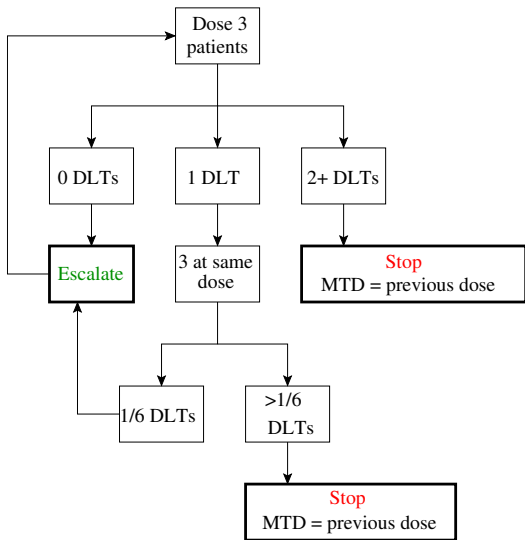 Dose 3
patients
0 DLTs
1 DLT
2+ DLTs
Escalate
3 at same
dose
Stop
MTD = previous dose
1/6 DLTs
>1/6
DLTs
Stop
MTD = previous dose